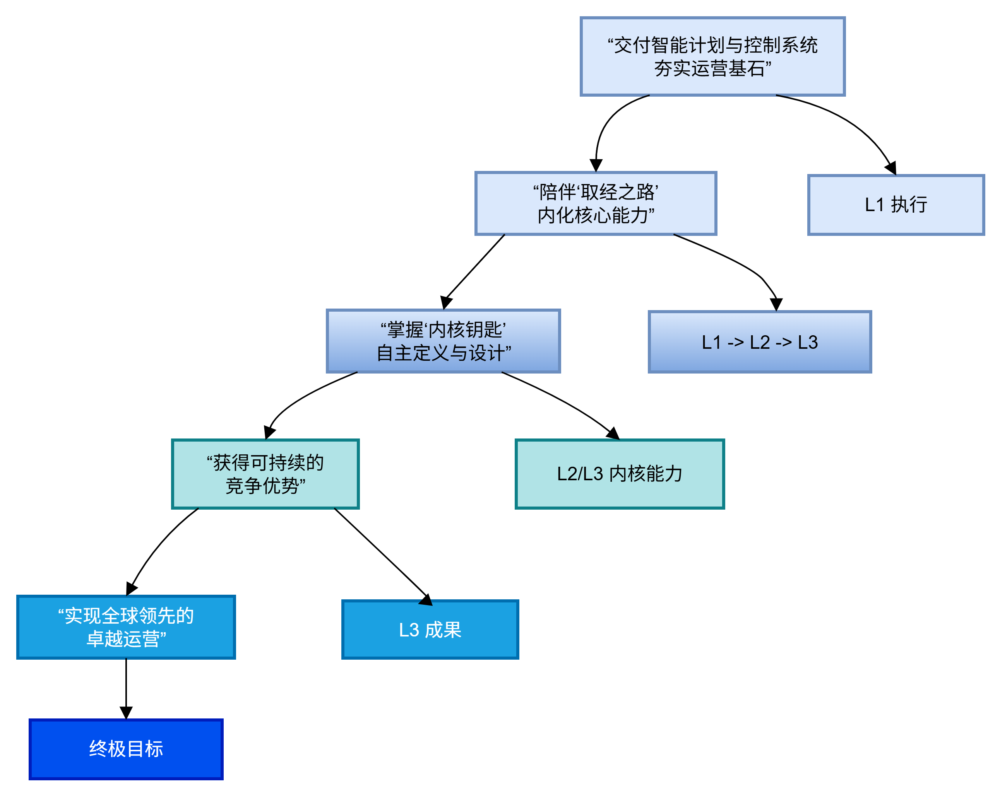 “交付智能计划与控制系统
夯实运营基石”
“陪伴‘取经之路’
内化核心能力”
L1 执行
“掌握‘内核钥匙’
自主定义与设计”
L1 -> L2 -> L3
“获得可持续的
竞争优势”
L2/L3 内核能力
“实现全球领先的
卓越运营”
L3 成果
终极目标